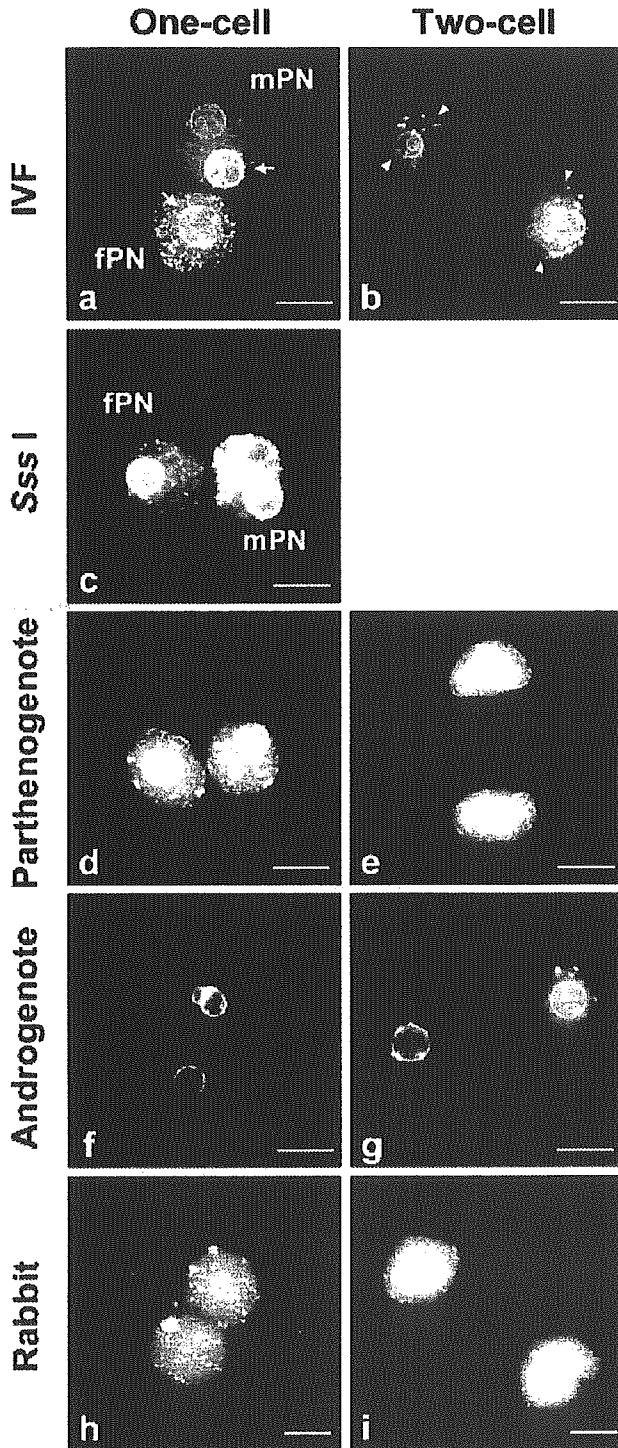 One-cell Two-cell
IVF
mPN
fPN
a
b
Sss I
fPN
mPN
c
Parthenogenote
d
e
Androgenote
f
g
Rabbit
h
i